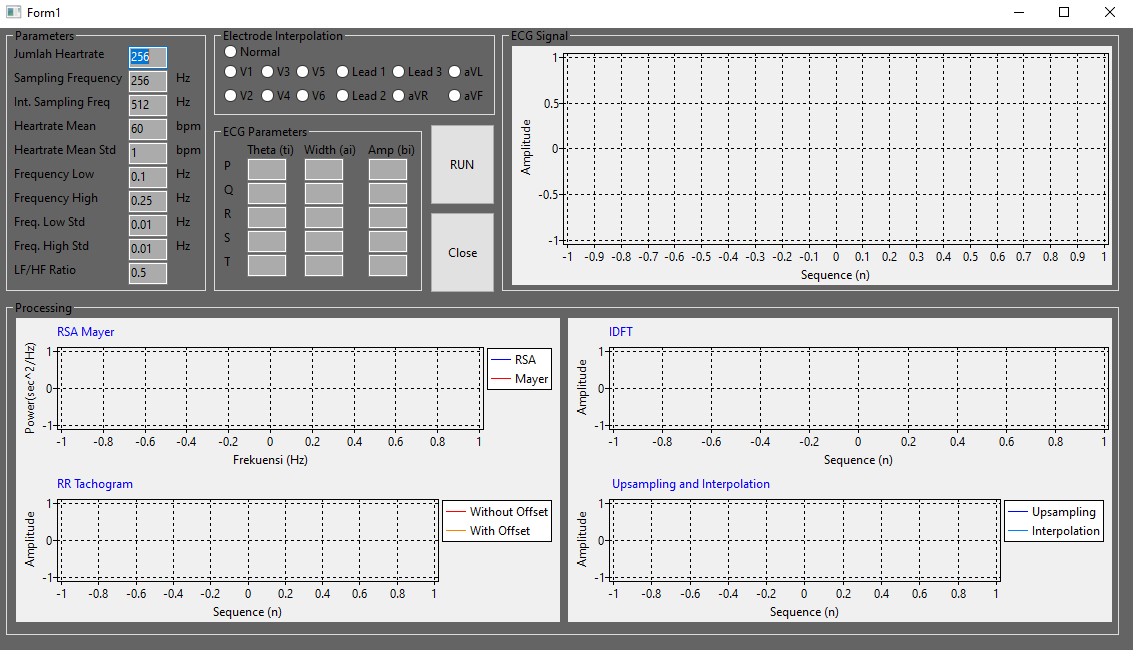 Form1
Parameters
Jumlah Heartrate 256
Sampling Frequency 256 Hz
Int. Sampling Freq 512 Hz
Heartrate Mean 60 bpm
Heartrate Mean Std 1 bpm
Frequency Low 0.1 Hz
Frequency High 0.25 Hz
Freq. Low Std 0.01 Hz
Freq. High Std 0.01 Hz
LF/HF Ratio 0.5
Electrode Interpolation
Normal
V1 V3 V5 Lead 1 Lead 3 aVL
V2 V4 V6 Lead 2 aVR aVF
ECG Parameters
Theta (ti) Width (ai) Amp (bi)
P
Q
R
S
T
RUN
Close
ECG Signal
Amplitude
1
0.5
0
-0.5
-1
-1 -0.9 -0.8 -0.7 -0.6 -0.5 -0.4 -0.3 -0.2 -0.1 0 0.1 0.2 0.3 0.4 0.5 0.6 0.7 0.8 0.9 1
Sequence (n)
Processing
RSA Mayer
Power(sec^2/Hz)
1
0
-1
-1 -0.8 -0.6 -0.4 -0.2 0 0.2 0.4 0.6 0.8 1
Frekuensi (Hz)
RSA
Mayer
IDFT
Amplitude
1
0
-1
-1 -0.8 -0.6 -0.4 -0.2 0 0.2 0.4 0.6 0.8 1
Sequence (n)
RR Tachogram
Amplitude
1
0
-1
-1 -0.8 -0.6 -0.4 -0.2 0 0.2 0.4 0.6 0.8 1
Sequence (n)
Without Offset
With Offset
Upsampling and Interpolation
Amplitude
1
0
-1
-1 -0.8 -0.6 -0.4 -0.2 0 0.2 0.4 0.6 0.8 1
Sequence (n)
Upsampling
Interpolation